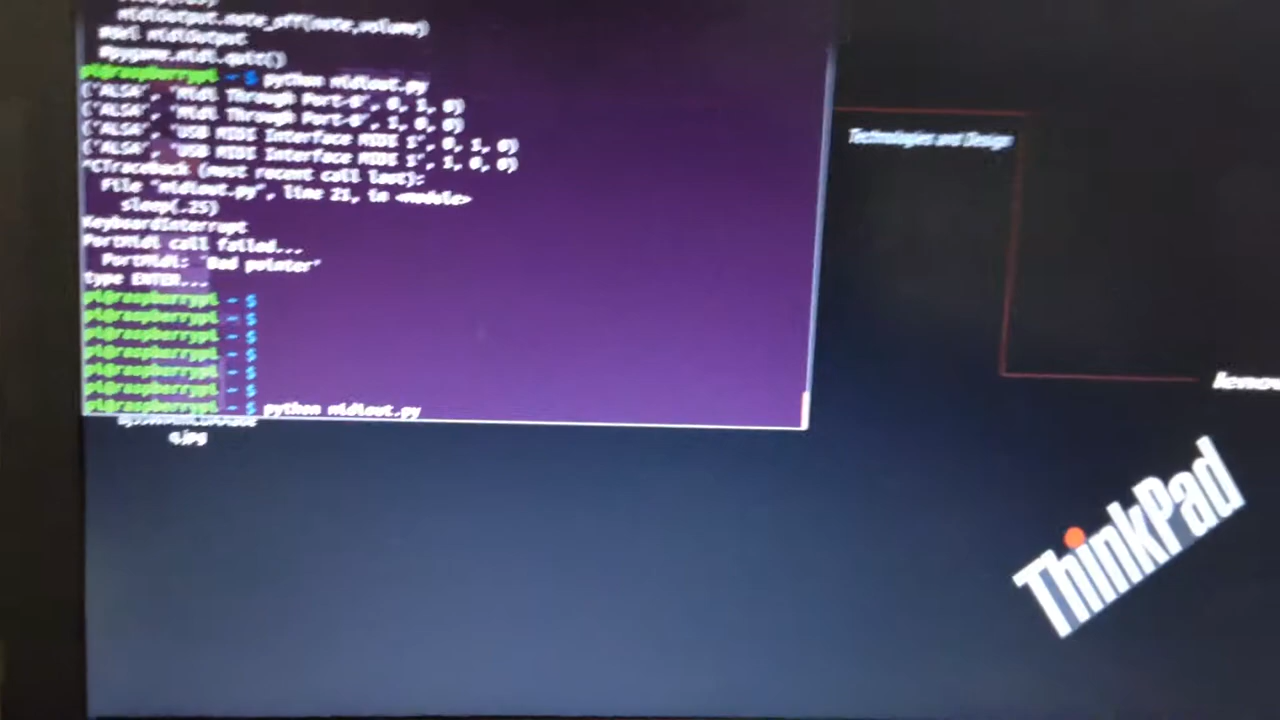 midiOutput.note_off(note,volume)
#del midiOutput
#pygame.midi.quit()
pi@raspberrypi ~ $ python midiout.py
('ALSA', 'Midi Through Port-0', 0, 1, 0)
('ALSA', 'Midi Through Port-0', 1, 0, 0)
('ALSA', 'USB MIDI Interface MIDI 1', 0, 1, 0)
('ALSA', 'USB MIDI Interface MIDI 1', 1, 0, 0)
^CTraceback (most recent call last):
File "midiout.py", line 21, in <module>
sleep(.25)
KeyboardInterrupt
PortMidi call failed...
PortMidi: 'Bad pointer'
type ENTER...
pi@raspberrypi ~ $
pi@raspberrypi ~ $
pi@raspberrypi ~ $
pi@raspberrypi ~ $
pi@raspberrypi ~ $
pi@raspberrypi ~ $
pi@raspberrypi ~ $ python midiout.py
q.jpg
Technologies and Design
lenovo
ThinkPad